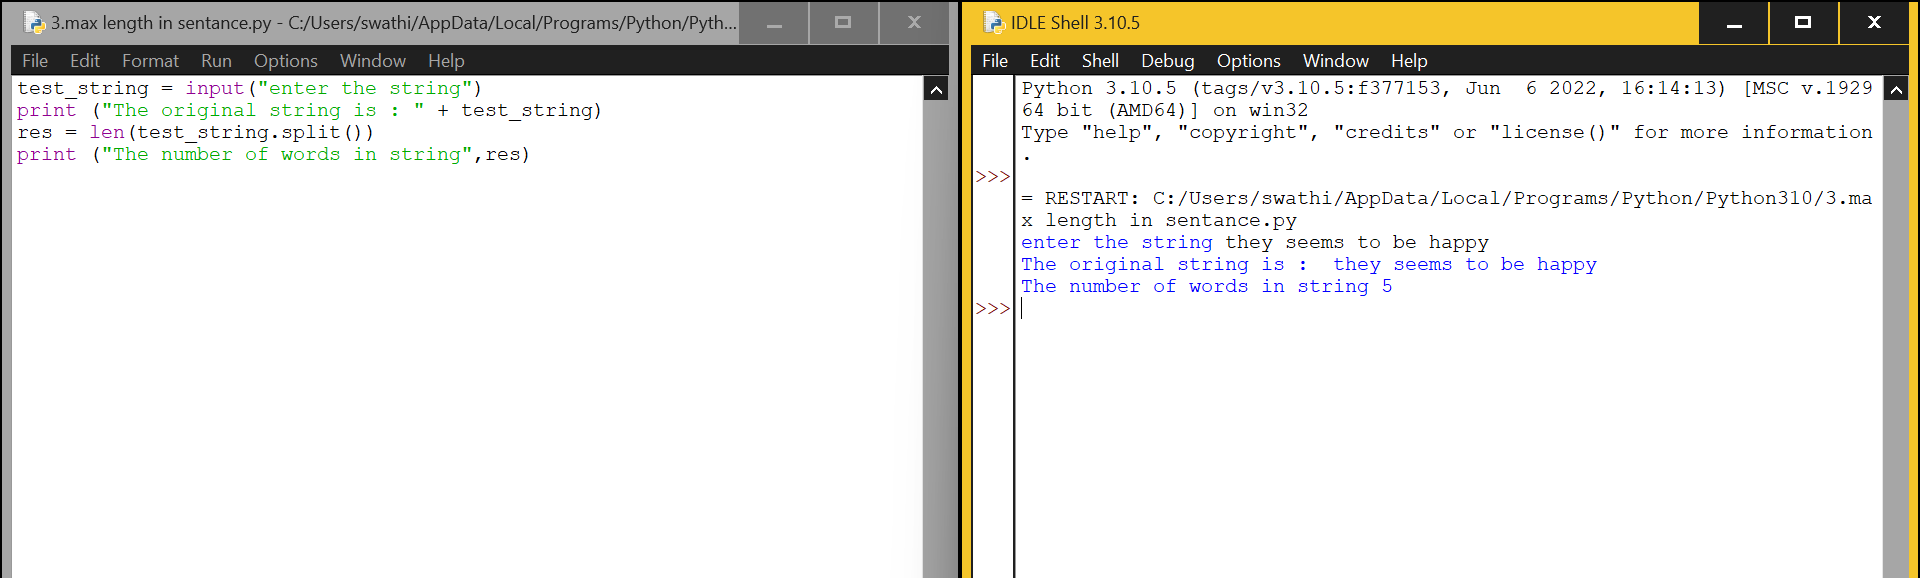 3.max length in sentance.py - C:/Users/swathi/AppData/Local/Programs/Python/Pyth...
File Edit Format Run Options Window Help
test_string = input("enter the string")
print ("The original string is : " + test_string)
res = len(test_string.split())
print ("The number of words in string",res)
IDLE Shell 3.10.5
File Edit Shell Debug Options Window Help
Python 3.10.5 (tags/v3.10.5:f377153, Jun  6 2022, 16:14:13) [MSC v.1929
64 bit (AMD64)] on win32
Type "help", "copyright", "credits" or "license()" for more information
.
>>>
= RESTART: C:/Users/swathi/AppData/Local/Programs/Python/Python310/3.ma
x length in sentance.py
enter the string they seems to be happy
The original string is :  they seems to be happy
The number of words in string 5
>>>